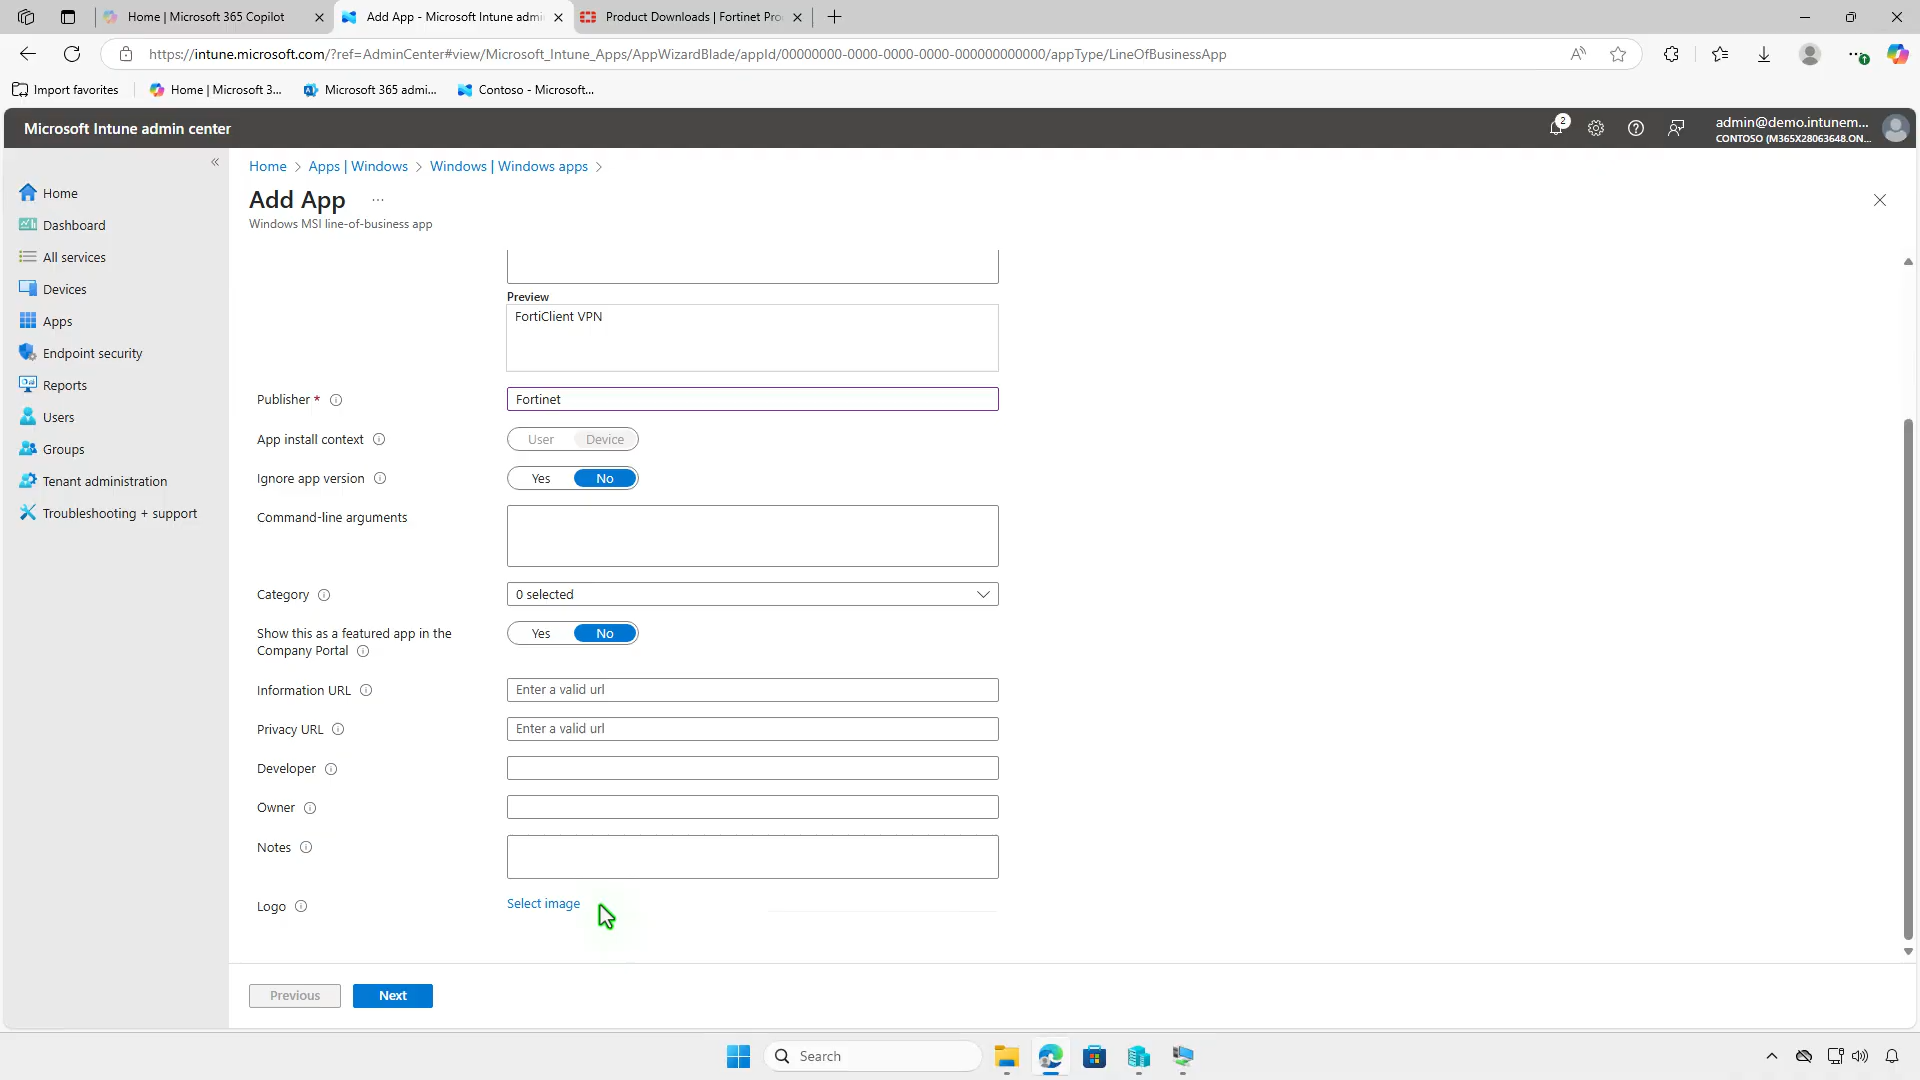 Home | Microsoft 365 Copilot
Add App - Microsoft Intune admi
Product Downloads | Fortinet Pro
https://intune.microsoft.com/?ref=AdminCenter#view/Microsoft_Intune_Apps/AppWizardBlade/appId/00000000-0000-0000-0000-000000000000/appType/LineOfBusinessApp
Import favorites
Home | Microsoft 3...
Microsoft 365 admi...
Contoso - Microsoft...
Microsoft Intune admin center
2
admin@demo.intunem...
CONTOSO (M365X28063648.ON...
Home
Dashboard
All services
Devices
Apps
Endpoint security
Reports
Users
Groups
Tenant administration
Troubleshooting + support
Home > Apps | Windows > Windows | Windows apps >
Add App ...
Windows MSI line-of-business app
Preview
FortiClient VPN
Publisher *
Fortinet
App install context
User Device
Ignore app version
Yes No
Command-line arguments
Category
0 selected
Show this as a featured app in the
Company Portal
Yes No
Information URL
Enter a valid url
Privacy URL
Enter a valid url
Developer
Owner
Notes
Logo
Select image
Previous
Next
Search